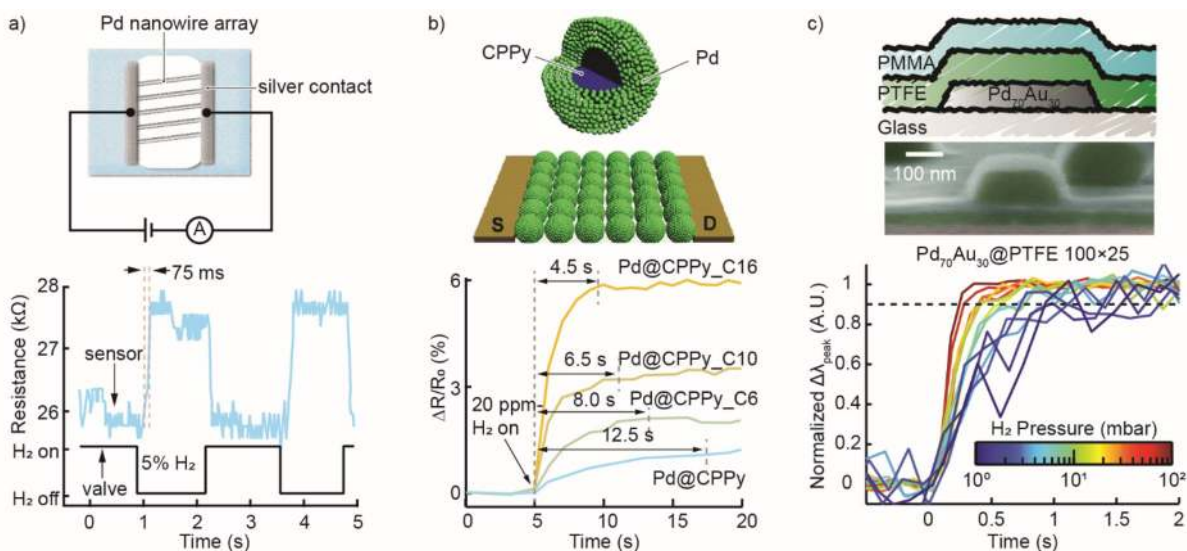 a)
Pd nanowire array
silver contact
A
75 ms
Resistance (kΩ)
28
27
26
sensor
H₂ on
5% H₂
valve
H₂ off
0 1 2 3 4 5
Time (s)
b)
CPPy
Pd
S
D
ΔR/R₀ (%)
6
3
0
4.5 s
Pd@CPPy_C16
6.5 s
Pd@CPPy_C10
8.0 s
Pd@CPPy_C6
12.5 s
Pd@CPPy
20 ppm
H₂ on
0 5 10 15 20
Time (s)
c)
PMMA
PTFE
Pd₇₀Au₃₀
Glass
100 nm
Pd₇₀Au₃₀@PTFE 100×25
Normalized Δλpeak (A.U.)
1
0.8
0.6
0.4
0.2
0
H₂ Pressure (mbar)
10⁰ 10¹ 10²
0 0.5 1 1.5 2
Time (s)